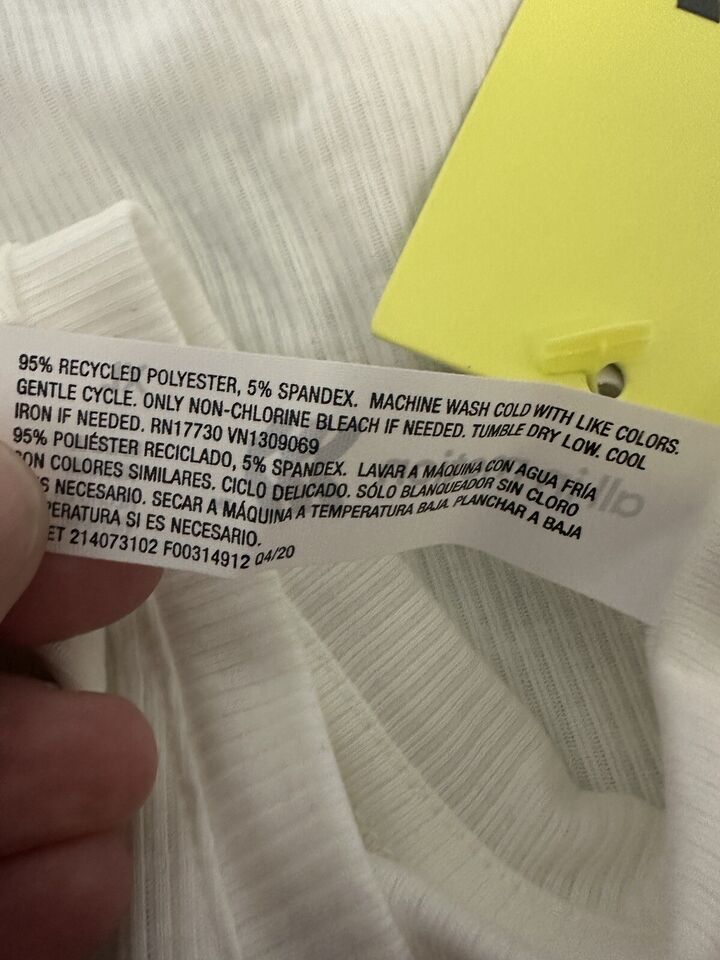 95% RECYCLED POLYESTER, 5% SPANDEX. MACHINE WASH COLD WITH LIKE COLORS.
GENTLE CYCLE. ONLY NON-CHLORINE BLEACH IF NEEDED. TUMBLE DRY LOW. COOL
IRON IF NEEDED. RN17730 VN1309069
95% POLIÉSTER RECICLADO, 5% SPANDEX. LAVAR A MÁQUINA CON AGUA FRÍA
CON COLORES SIMILARES. CICLO DELICADO. SÓLO BLANQUEADOR SIN CLORO
ES NECESARIO. SECAR A MÁQUINA A TEMPERATURA BAJA. PLANCHAR A BAJA
PERATURA SI ES NECESARIO.
ET 214073102 F00314912 04/20